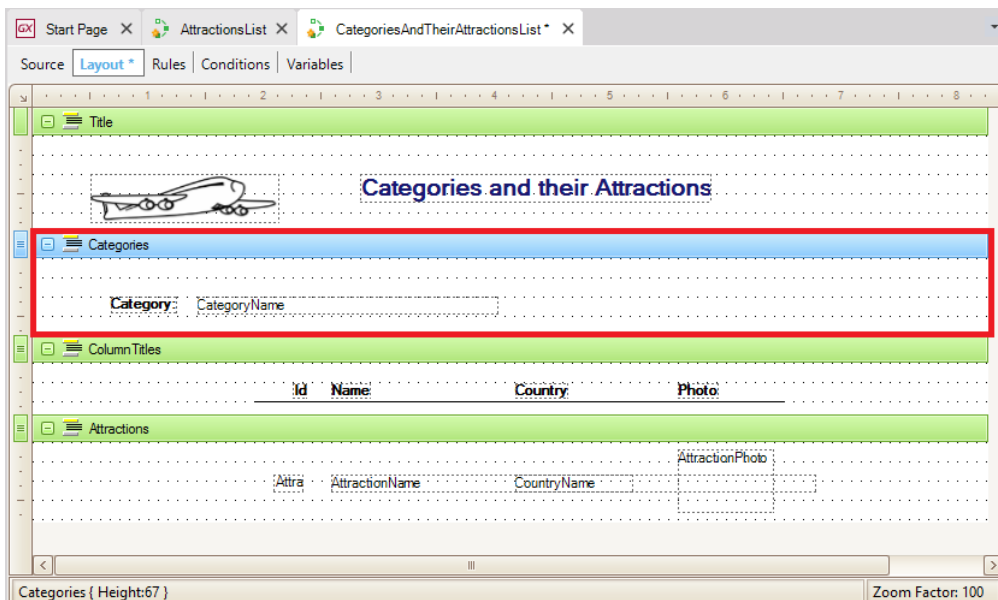 GX Start Page X AttractionsList X CategoriesAndTheirAttractionsList * X
Source Layout * Rules Conditions Variables
1 2 3 4 5 6 7 8
Title
Categories and their Attractions
Categories
Category: CategoryName
ColumnTitles
Id Name Country Photo
Attractions
AttractionPhoto
Attra AttractionName CountryName
Categories { Height:67 } Zoom Factor: 100